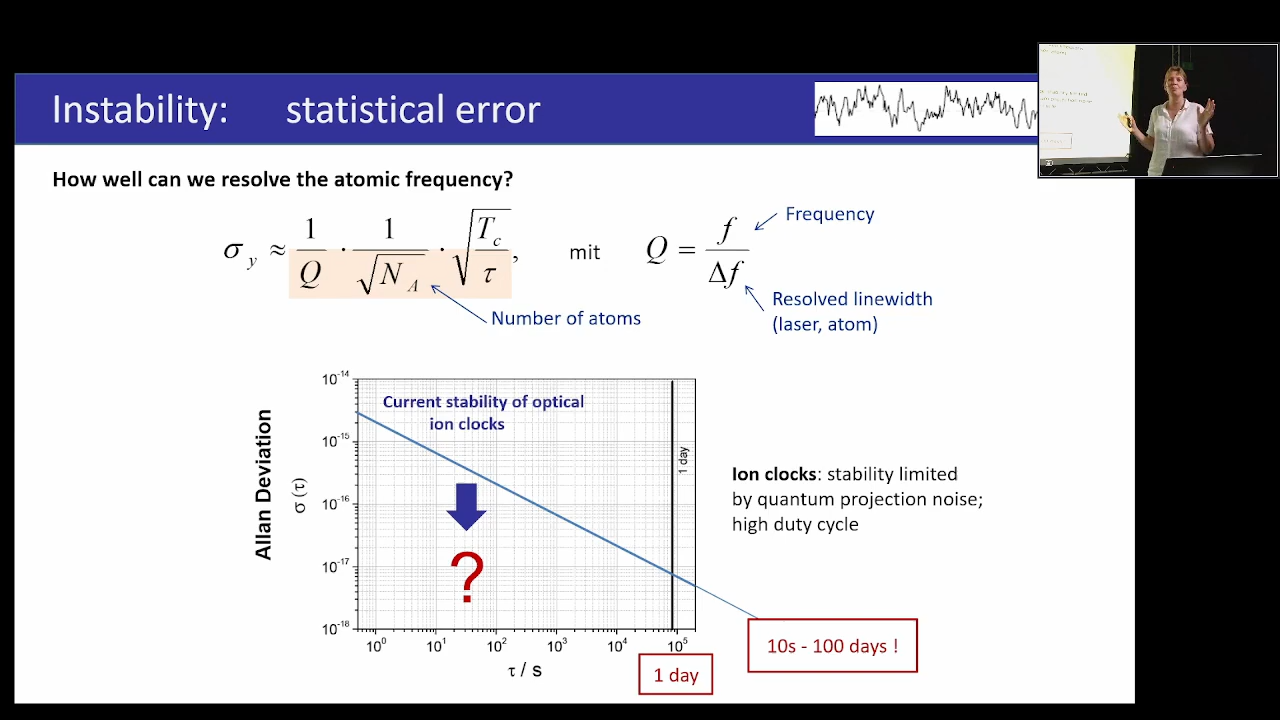 Instability: statistical error
How well can we resolve the atomic frequency?
σ_y ≈ 1/Q · 1/√N_A · √(T_c/τ), mit Q = f/Δf
Frequency
Resolved linewidth
(laser, atom)
Number of atoms
Current stability of optical
ion clocks
Allan Deviation
σ (τ)
10^-14
10^-15
10^-16
10^-17
10^-18
?
1 day
10^0 10^1 10^2 10^3 10^4 10^5
τ / s
1 day
Ion clocks: stability limited
by quantum projection noise;
high duty cycle
10s - 100 days !